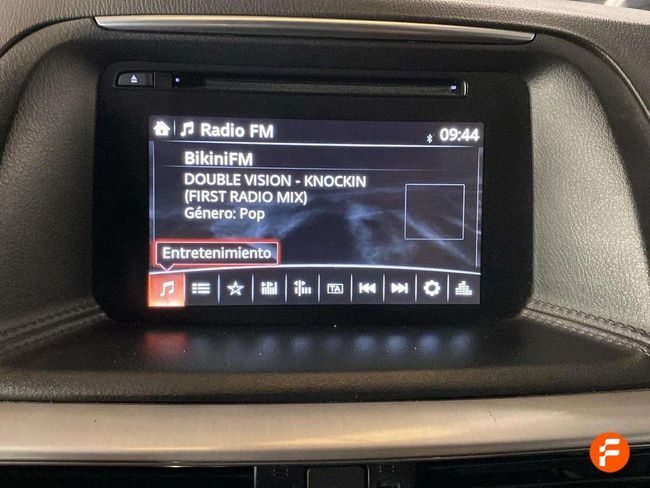 Radio FM
09:44
BikiniFM
DOUBLE VISION - KNOCKIN
(FIRST RADIO MIX)
Género: Pop
Entretenimiento
TA